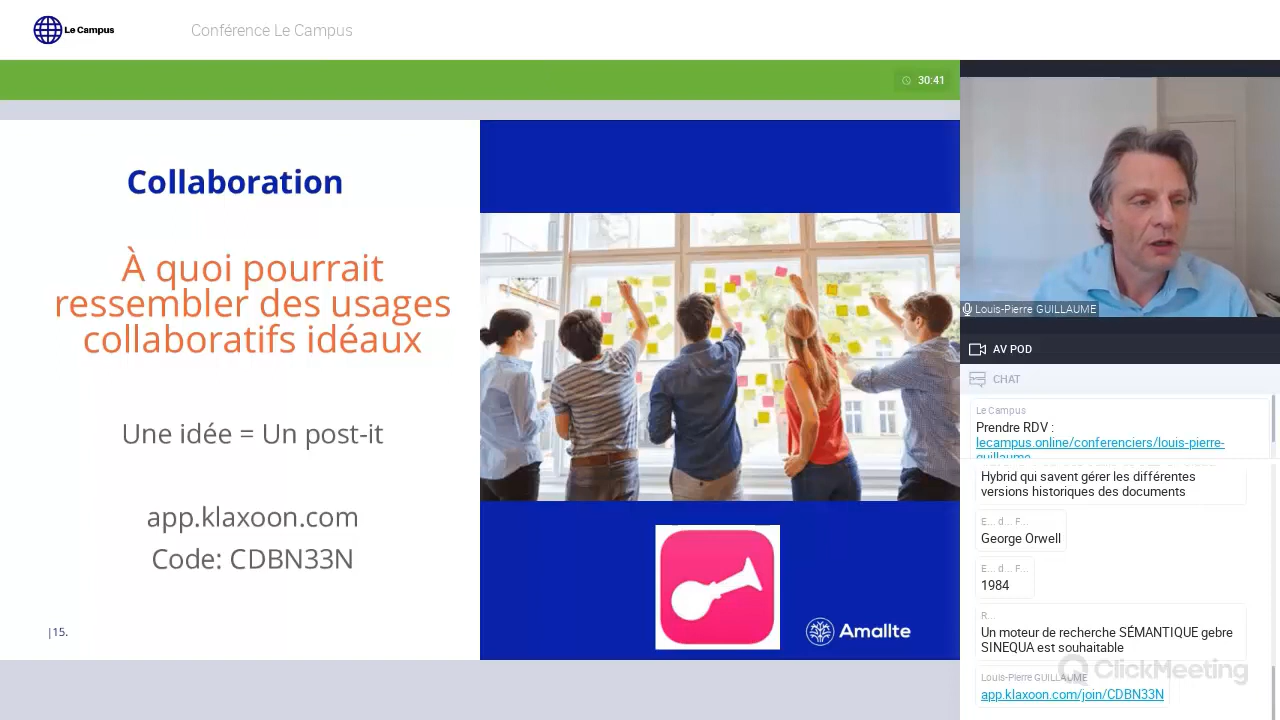 Le Campus
Conférence Le Campus
30:41
Collaboration
À quoi pourrait
ressembler des usages
collaboratifs idéaux
Une idée = Un post-it
app.klaxoon.com
Code: CDBN33N
|15.
AmaIIte
Louis-Pierre GUILLAUME
AV POD
CHAT
Le Campus
Prendre RDV :
lecampus.online/conferenciers/louis-pierre-
guillaume
Hybrid qui savent gérer les différentes
versions historiques des documents
E... d... F...
George Orwell
E... d... F...
1984
R...
Un moteur de recherche SÉMANTIQUE gebre
SINEQUA est souhaitable
ClickMeeting
Louis-Pierre GUILLAUME
app.klaxoon.com/join/CDBN33N